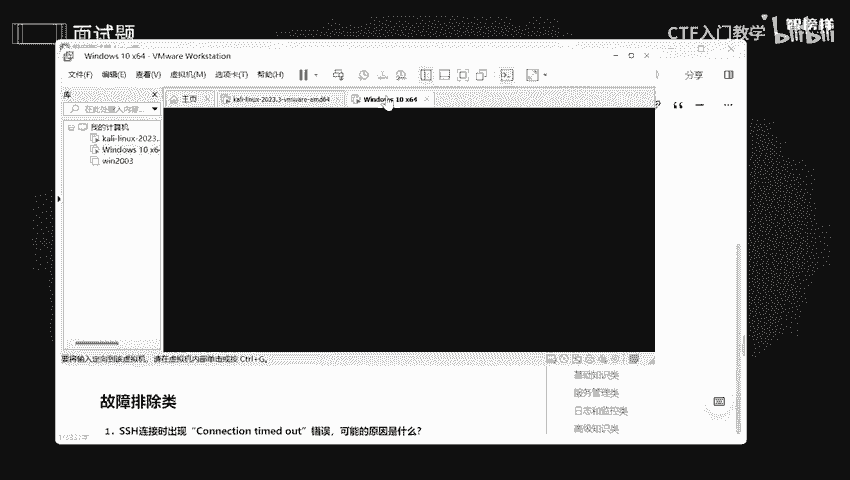 面试题
CTF入门教学
智榜样
bilibili
Windows 10 x64 - VMware Workstation
文件(F) 编辑(E) 查看(V) 虚拟机(M) 选项卡(T) 帮助(H)
分享
库
在此处键入内容...
主页
kali-linux-2023.3-vmware-amd64
Windows 10 x64
我的计算机
kali-linux-2023...
Windows 10 x6
win2003
要将输入定向到该虚拟机，请在虚拟机内部单击或按 Ctrl+G。
基础知识类
服务管理类
日志和监控类
高级知识类
故障排除类
1. SSH连接时出现“Connection timed out”错误，可能的原因是什么？